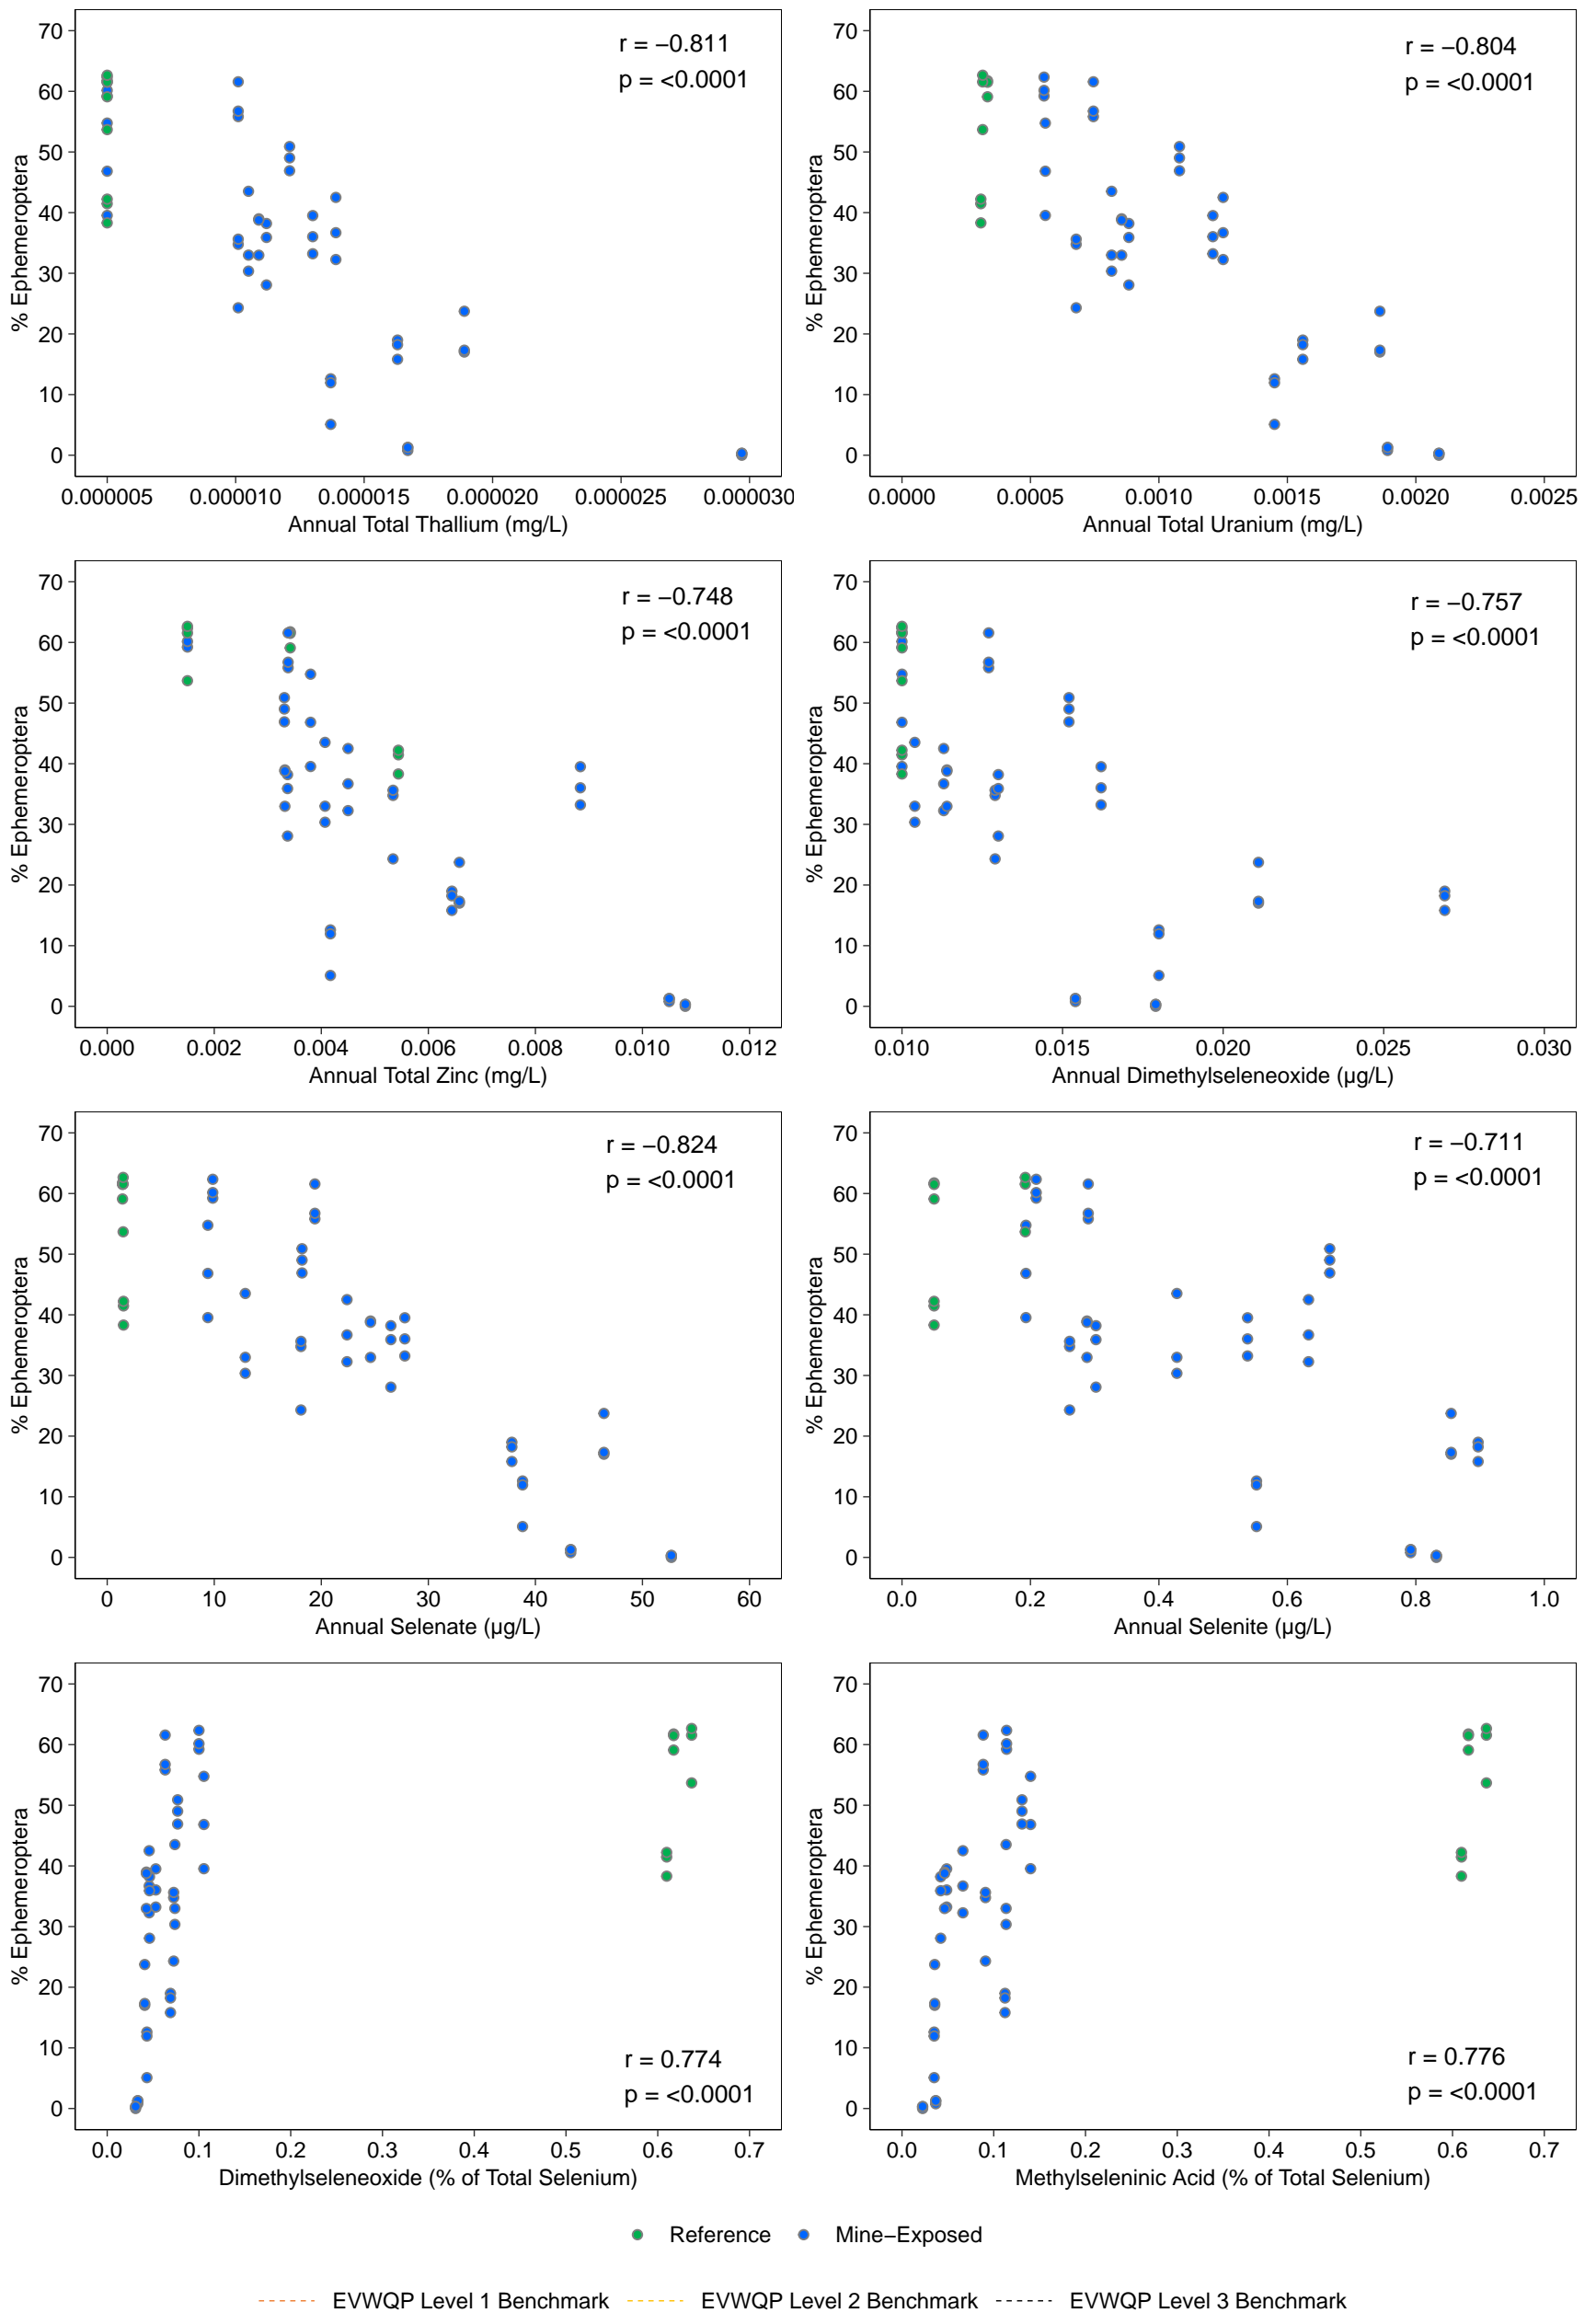 70
60
50
40
30
20
10
0
% Ephemeroptera
r = −0.811
p = <0.0001
0.000005 0.000010 0.000015 0.000020 0.000025 0.000030
Annual Total Thallium (mg/L)
70
60
50
40
30
20
10
0
% Ephemeroptera
r = −0.804
p = <0.0001
0.0000 0.0005 0.0010 0.0015 0.0020 0.0025
Annual Total Uranium (mg/L)
70
60
50
40
30
20
10
0
% Ephemeroptera
r = −0.748
p = <0.0001
0.000 0.002 0.004 0.006 0.008 0.010 0.012
Annual Total Zinc (mg/L)
70
60
50
40
30
20
10
0
% Ephemeroptera
r = −0.757
p = <0.0001
0.010 0.015 0.020 0.025 0.030
Annual Dimethylseleneoxide (µg/L)
70
60
50
40
30
20
10
0
% Ephemeroptera
r = −0.824
p = <0.0001
0 10 20 30 40 50 60
Annual Selenate (µg/L)
70
60
50
40
30
20
10
0
% Ephemeroptera
r = −0.711
p = <0.0001
0.0 0.2 0.4 0.6 0.8 1.0
Annual Selenite (µg/L)
70
60
50
40
30
20
10
0
% Ephemeroptera
r = 0.774
p = <0.0001
0.0 0.1 0.2 0.3 0.4 0.5 0.6 0.7
Dimethylseleneoxide (% of Total Selenium)
70
60
50
40
30
20
10
0
% Ephemeroptera
r = 0.776
p = <0.0001
0.0 0.1 0.2 0.3 0.4 0.5 0.6 0.7
Methylseleninic Acid (% of Total Selenium)
Reference Mine−Exposed
EVWQP Level 1 Benchmark EVWQP Level 2 Benchmark EVWQP Level 3 Benchmark